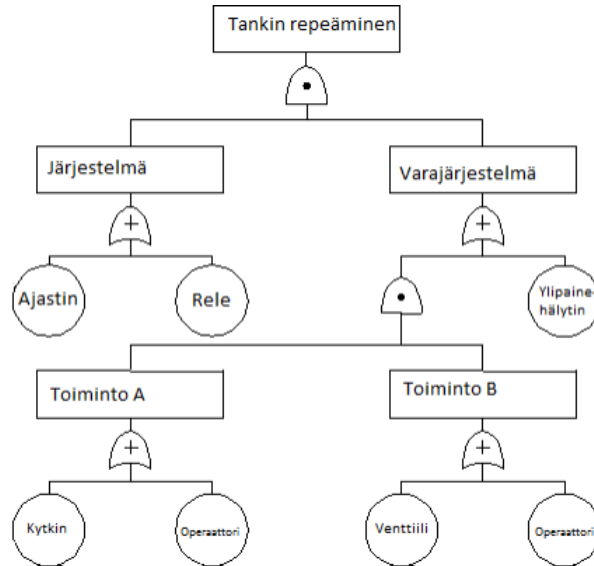 Tankin repeäminen
Järjestelmä
Varajärjestelmä
+
+
Ajastin
Rele
Ylipaine-
hälytin
Toiminto A
Toiminto B
+
+
Kytkin
Operaattori
Venttiili
Operaattori